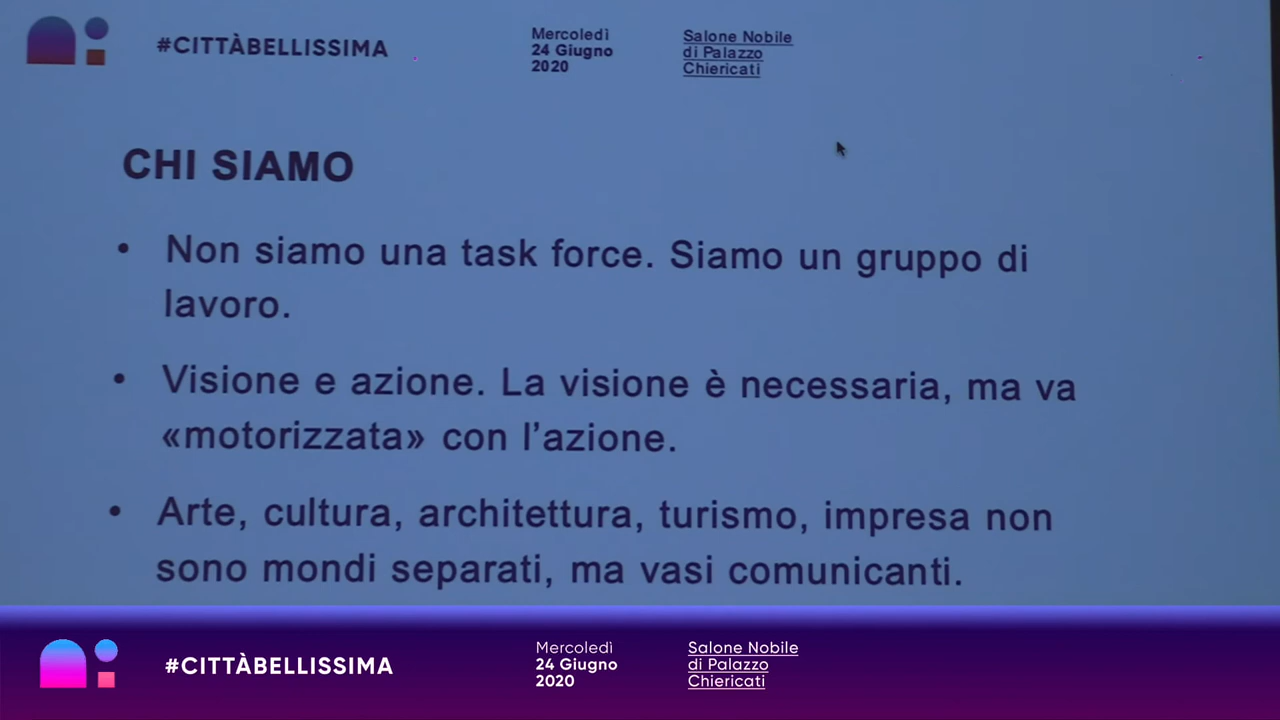 #CITTÀBELLISSIMA
Mercoledì
24 Giugno
2020
Salone Nobile
di Palazzo
Chiericati
CHI SIAMO
• Non siamo una task force. Siamo un gruppo di
lavoro.
• Visione e azione. La visione è necessaria, ma va
«motorizzata» con l’azione.
• Arte, cultura, architettura, turismo, impresa non
sono mondi separati, ma vasi comunicanti.
#CITTÀBELLISSIMA
Mercoledì
24 Giugno
2020
Salone Nobile
di Palazzo
Chiericati